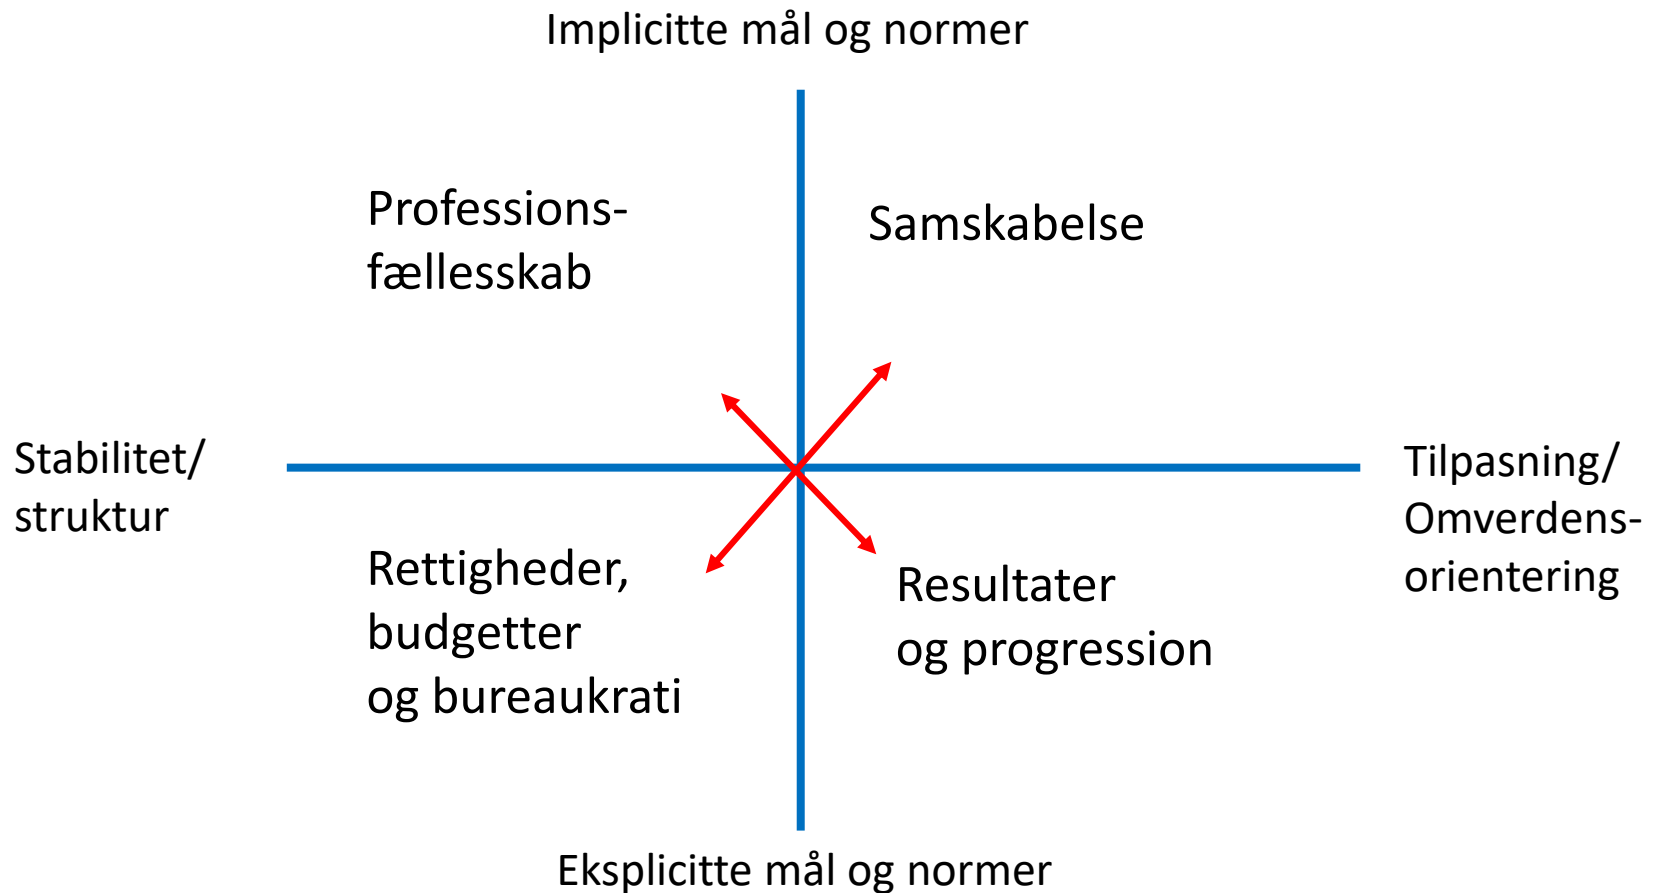 Implicitte mål og normer
Professions-
fællesskab
Samskabelse
Stabilitet/
struktur
Tilpasning/
Omverdens-
orientering
Rettigheder,
budgetter
og bureaukrati
Resultater
og progression
Eksplicitte mål og normer